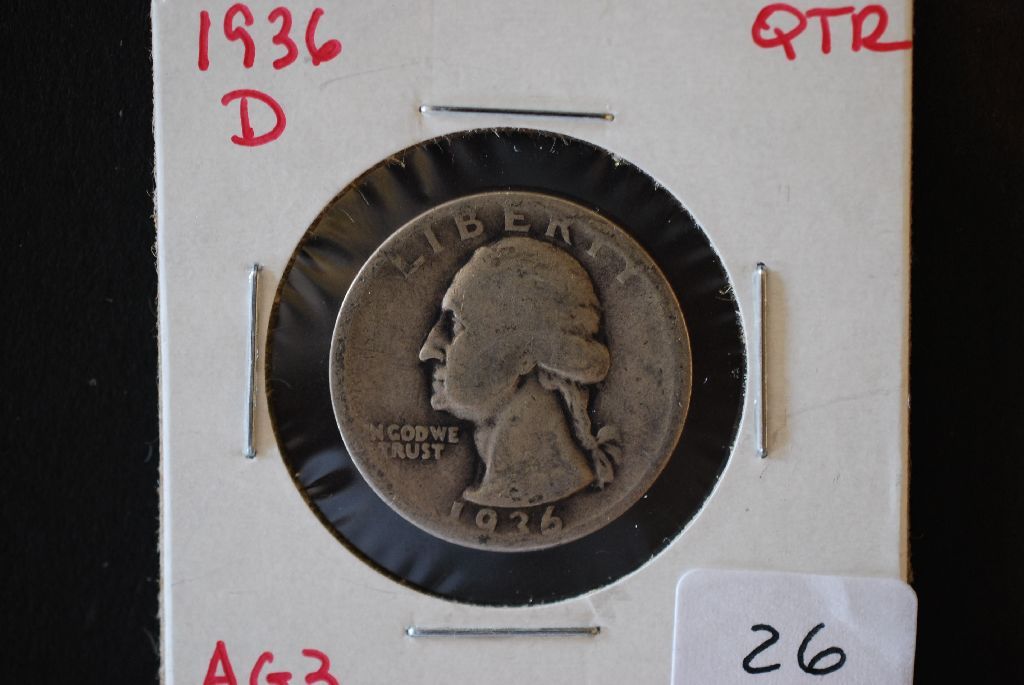 1936
QTR
D
LIBERTY
IN GOD WE
TRUST
1936
AG3
26